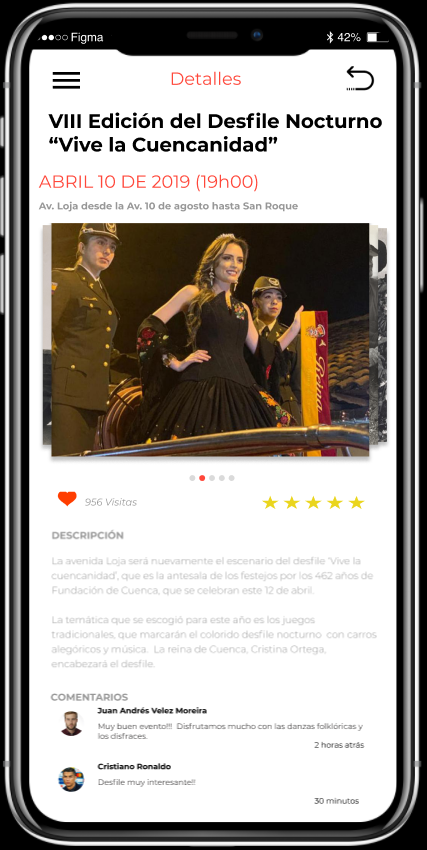 Figma
42%
Detalles
VIII Edición del Desfile Nocturno
“Vive la Cuencanidad”
ABRIL 10 DE 2019 (19h00)
Av. Loja desde la Av. 10 de agosto hasta San Roque
Reina
956 Visitas
DESCRIPCIÓN
La avenida Loja será nuevamente el escenario del desfile ‘Vive la
cuencanidad’, que es la antesala de los festejos por los 462 años de
Fundación de Cuenca, que se celebran este 12 de abril.
La temática que se escogió para este año es los juegos
tradicionales, que marcarán el colorido desfile nocturno con carros
alegóricos y música. La reina de Cuenca, Cristina Ortega,
encabezará el desfile.
COMENTARIOS
Juan Andrés Velez Moreira
Muy buen evento!!! Disfrutamos mucho con las danzas folklóricas y
los disfraces.
2 horas atrás
Cristiano Ronaldo
Desfile muy interesante!!
30 minutos